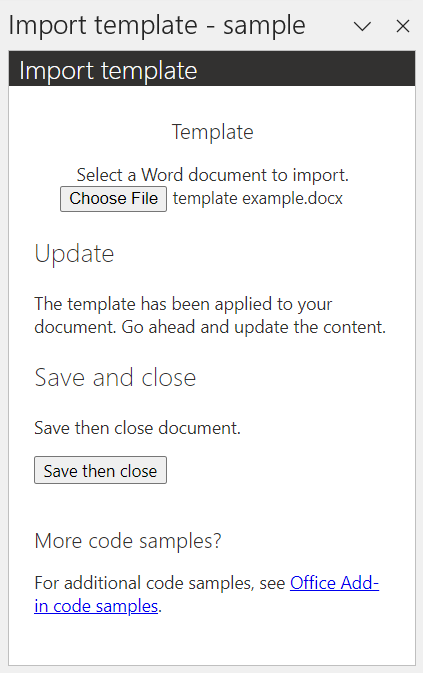 Import template - sample
Import template
Template
Select a Word document to import.
Choose File template example.docx
Update
The template has been applied to your
document. Go ahead and update the content.
Save and close
Save then close document.
Save then close
More code samples?
For additional code samples, see Office Add-
in code samples.